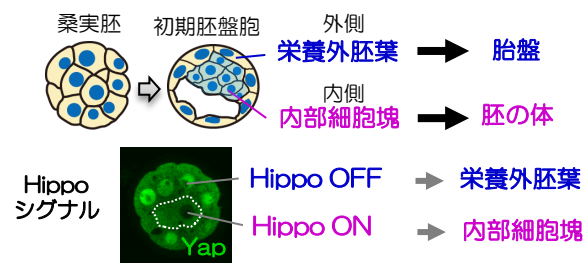 桑実胚
初期胚盤胞
外側
栄養外胚葉
胎盤
内側
内部細胞塊
胚の体
Hippo
シグナル
Hippo OFF
栄養外胚葉
Hippo ON
内部細胞塊
Yap